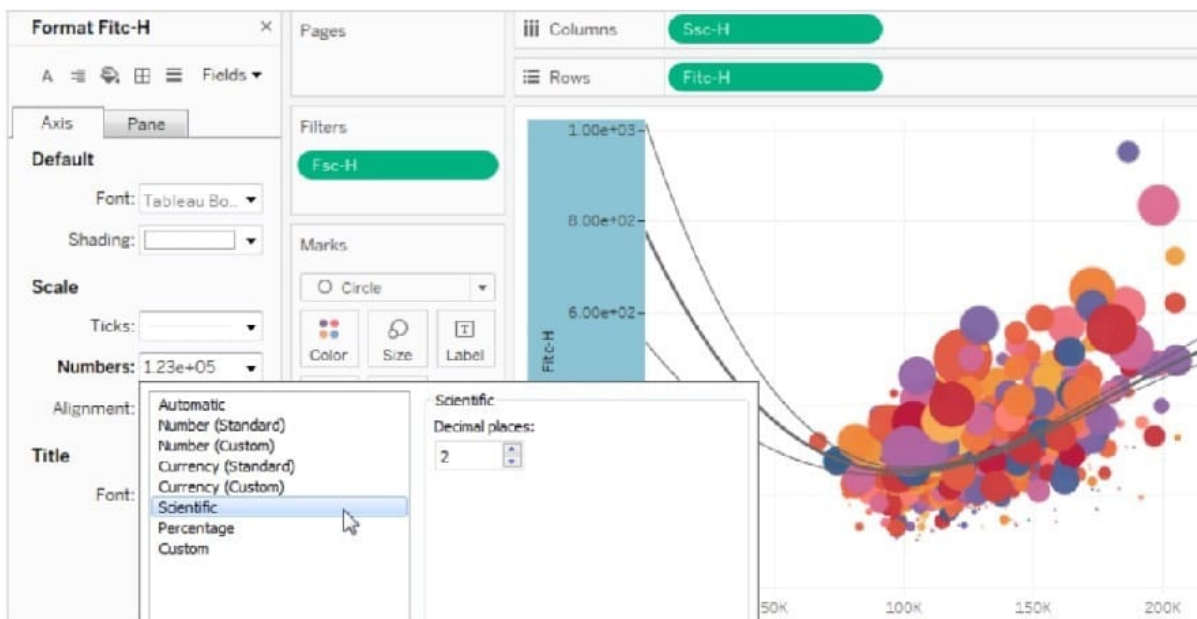 Format Fitc-H
×
A
Fields
Axis
Pane
Default
Font: Tableau Bo..
Shading:
Scale
Ticks:
Numbers: 1.23e+05
Alignment:
Title
Font:
Automatic
Number (Standard)
Number (Custom)
Currency (Standard)
Currency (Custom)
Scientific
Percentage
Custom
Scientific
Decimal places:
2
Pages
Filters
Fsc-H
Marks
Circle
Color
Size
T
Label
Columns
Ssc-H
Rows
Fitc-H
1.00e+03
8.00e+02
6.00e+02
Fitc-H
50K
100K
150K
200K